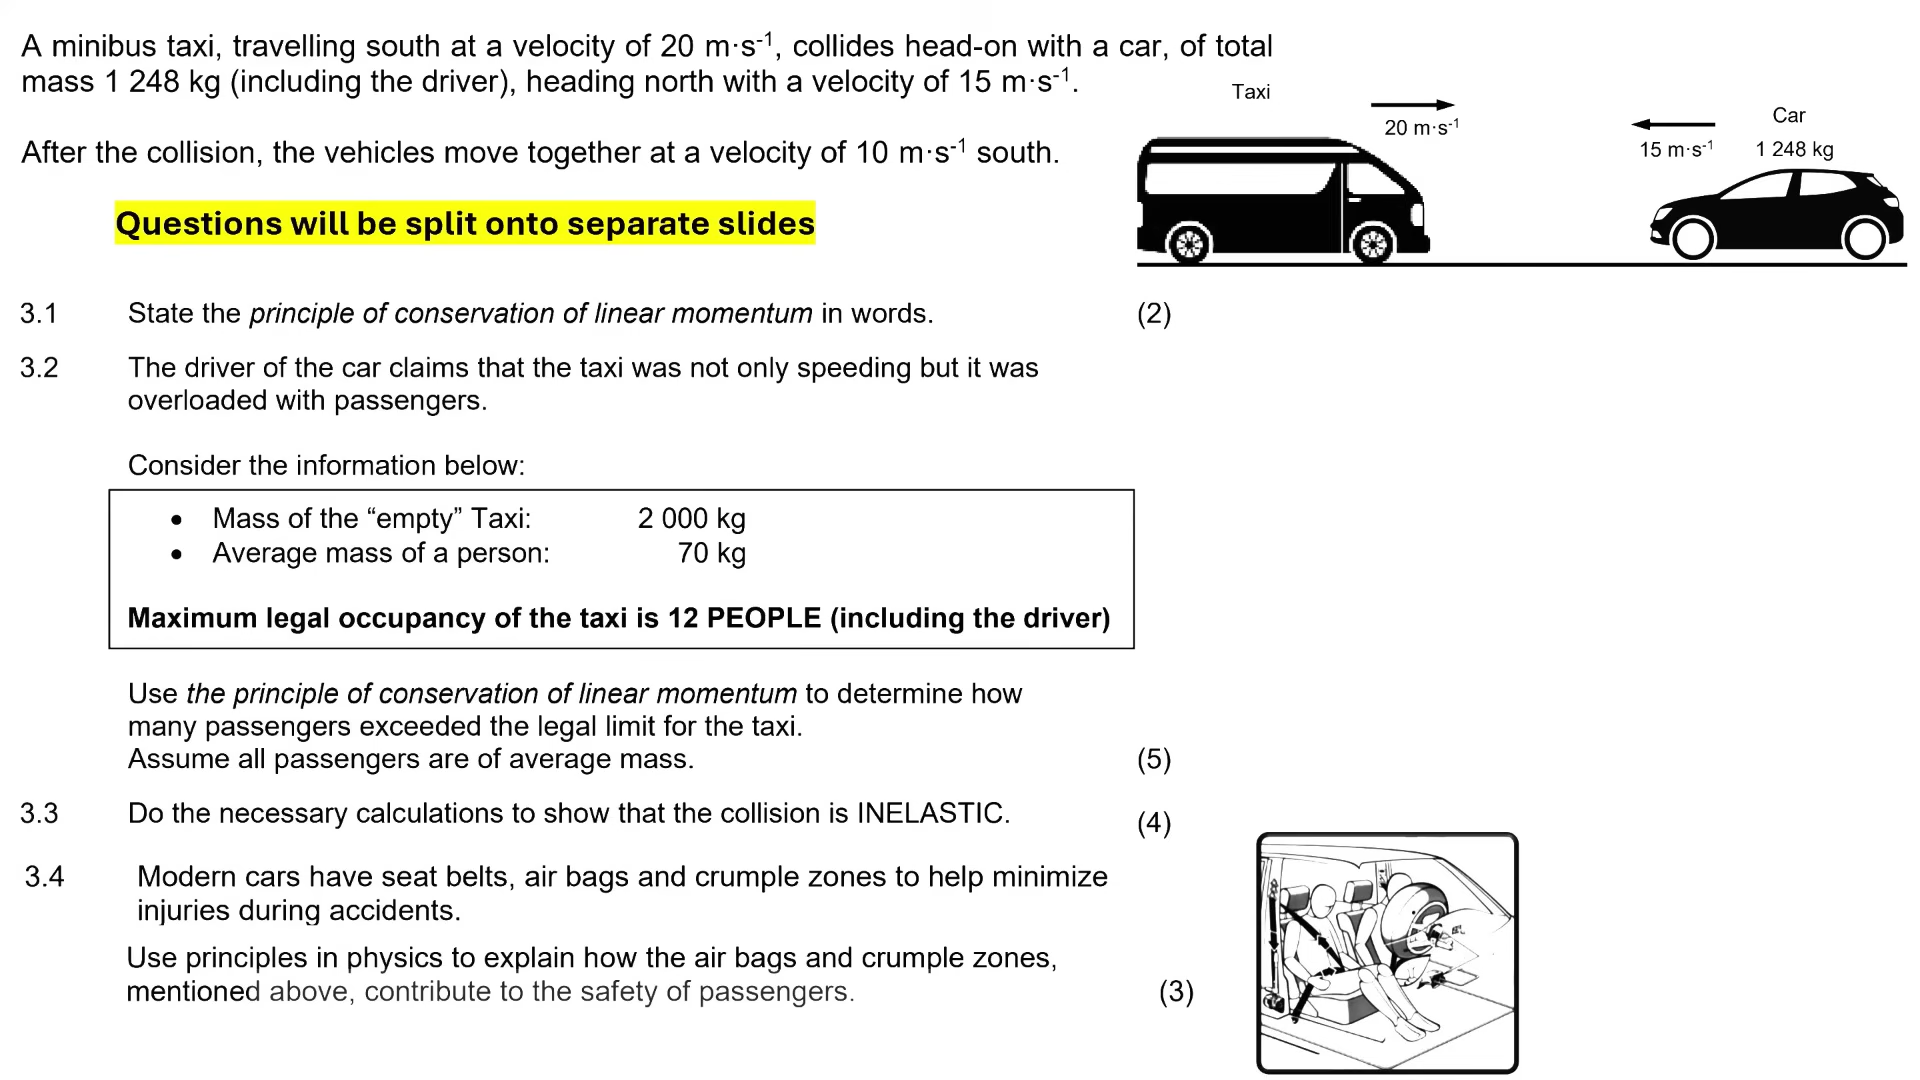 A minibus taxi, travelling south at a velocity of 20 m·s⁻¹, collides head-on with a car, of total
mass 1 248 kg (including the driver), heading north with a velocity of 15 m·s⁻¹.
Taxi
20 m·s⁻¹
Car
15 m·s⁻¹ 1 248 kg
After the collision, the vehicles move together at a velocity of 10 m·s⁻¹ south.
Questions will be split onto separate slides
3.1 State the principle of conservation of linear momentum in words. (2)
3.2 The driver of the car claims that the taxi was not only speeding but it was
overloaded with passengers.
Consider the information below:
• Mass of the “empty” Taxi: 2 000 kg
• Average mass of a person: 70 kg
Maximum legal occupancy of the taxi is 12 PEOPLE (including the driver)
Use the principle of conservation of linear momentum to determine how
many passengers exceeded the legal limit for the taxi.
Assume all passengers are of average mass. (5)
3.3 Do the necessary calculations to show that the collision is INELASTIC. (4)
3.4 Modern cars have seat belts, air bags and crumple zones to help minimize
injuries during accidents.
Use principles in physics to explain how the air bags and crumple zones,
mentioned above, contribute to the safety of passengers. (3)